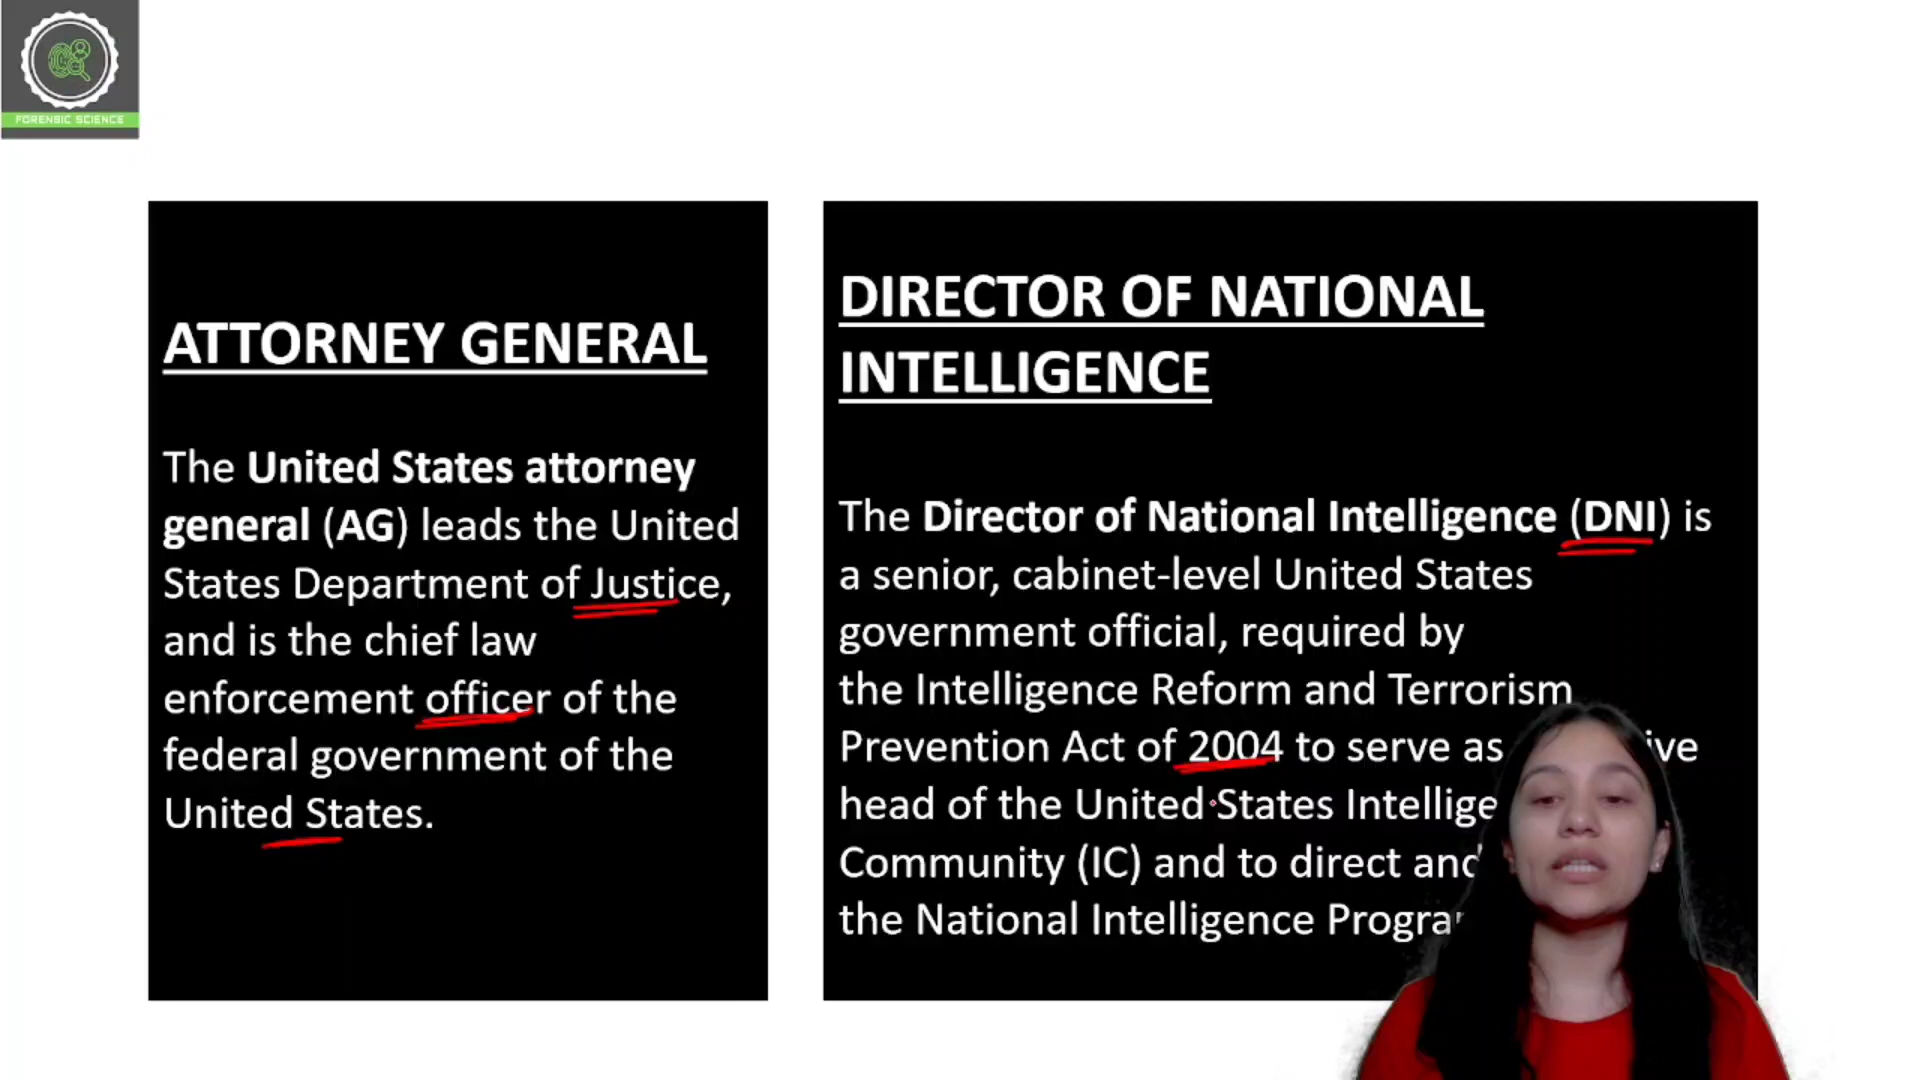 FORENSIC SCIENCE
ATTORNEY GENERAL
The United States attorney
general (AG) leads the United
States Department of Justice,
and is the chief law
enforcement officer of the
federal government of the
United States.
DIRECTOR OF NATIONAL
INTELLIGENCE
The Director of National Intelligence (DNI) is
a senior, cabinet-level United States
government official, required by
the Intelligence Reform and Terrorism
Prevention Act of 2004 to serve as
head of the United States
Community (IC) and to direct
the National Intelligence